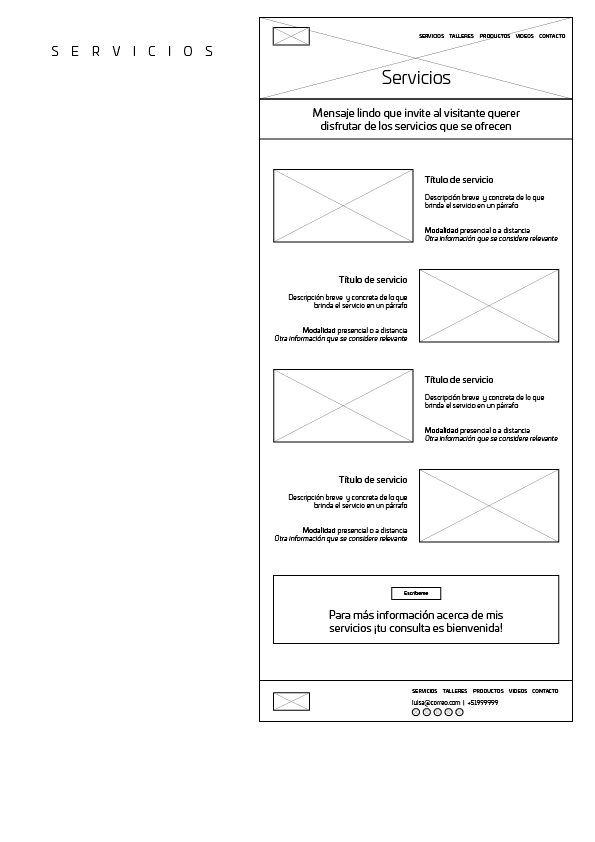 S E R V I C I O S
SERVICIOS TALLERES PRODUCTOS VIDEOS CONTACTO
Servicios
Mensaje lindo que invite al visitante querer
disfrutar de los servicios que se ofrecen
Título de servicio
Descripción breve y concreta de lo que
brinda el servicio en un párrafo
Modalidad presencial o a distancia
Otra información que se considere relevante
Título de servicio
Descripción breve y concreta de lo que
brinda el servicio en un párrafo
Modalidad presencial o a distancia
Otra información que se considere relevante
Título de servicio
Descripción breve y concreta de lo que
brinda el servicio en un párrafo
Modalidad presencial o a distancia
Otra información que se considere relevante
Título de servicio
Descripción breve y concreta de lo que
brinda el servicio en un párrafo
Modalidad presencial o a distancia
Otra información que se considere relevante
Escríbeme
Para más información acerca de mis
servicios ¡tu consulta es bienvenida!
SERVICIOS TALLERES PRODUCTOS VIDEOS CONTACTO
luisa@correo.com | +51999999